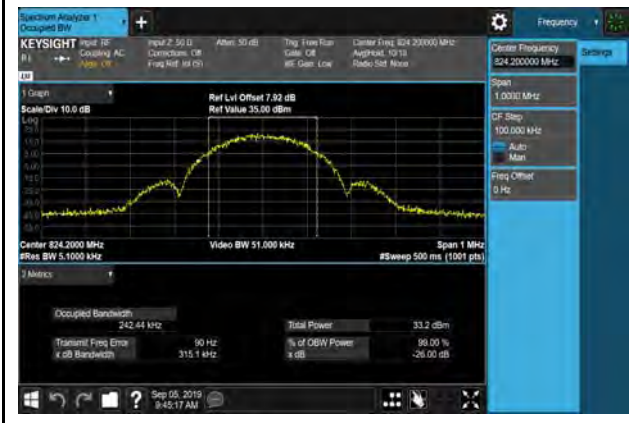 Spectrum Analyzer 1
Occupied BW
+
Frequency
KEYSIGHT
Input: RF
Coupling: AC
Align: Off
Input Z: 50 Ω
Corrections: Off
Freq Ref: Int (S)
Atten: 50 dB
Trig: Free Run
Gate: Off
#IF Gain: Low
Center Freq: 824.200000 MHz
Avg|Hold: 10/10
Radio Std: None
Center Frequency
824.200000 MHz
Settings
Span
1.0000 MHz
CF Step
100.000 kHz
Auto
Man
Freq Offset
0 Hz
1 Graph
Scale/Div 10.0 dB
Ref Lvl Offset 7.92 dB
Ref Value 35.00 dBm
Log
Center 824.2000 MHz
#Res BW 5.1000 kHz
Video BW 51.000 kHz
Span 1 MHz
#Sweep 500 ms (1001 pts)
2 Metrics
Occupied Bandwidth
242.44 kHz
Total Power
33.2 dBm
Transmit Freq Error
90 Hz
% of OBW Power
99.00 %
x dB Bandwidth
315.1 kHz
x dB
-26.00 dB
?
Sep 05, 2019
9:45:17 AM